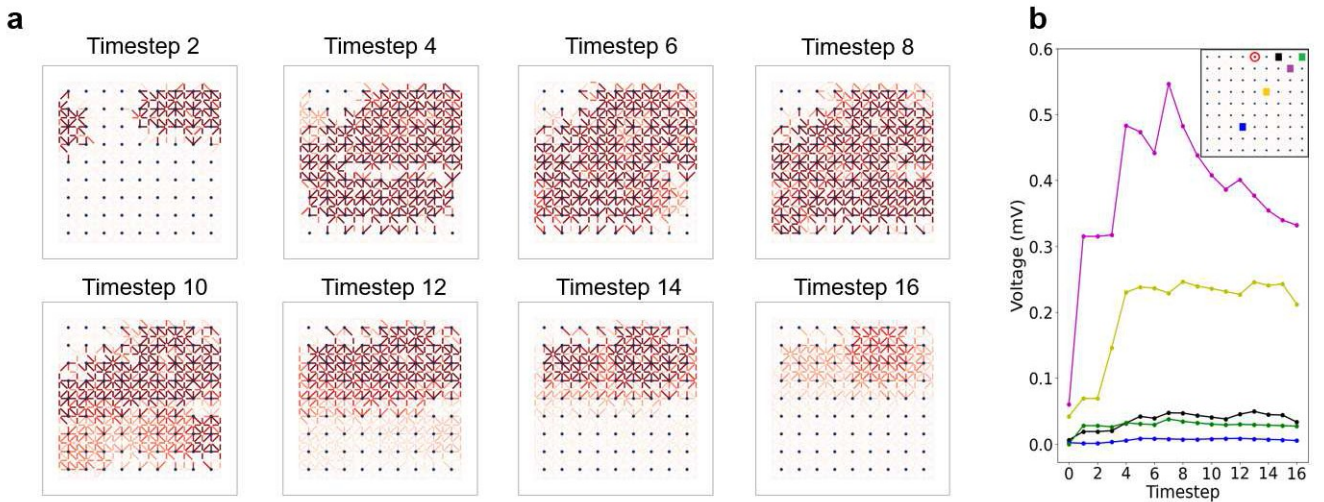 a
b
Timestep 2
Timestep 4
Timestep 6
Timestep 8
Timestep 10
Timestep 12
Timestep 14
Timestep 16
0.6
0.5
0.4
0.3
0.2
0.1
0.0
Voltage (mV)
0 2 4 6 8 10 12 14 16
Timestep